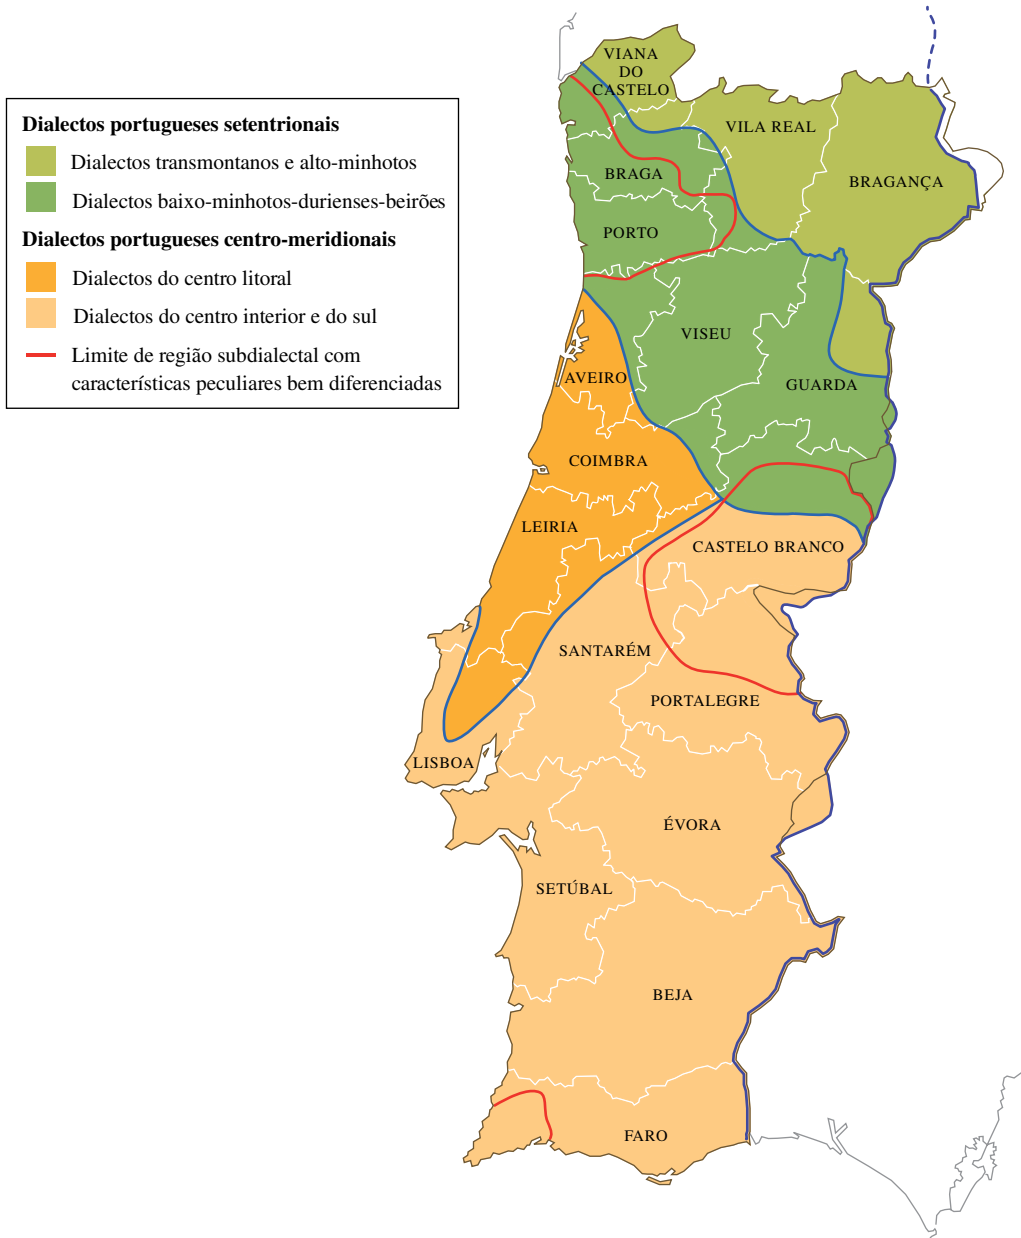 Dialectos portugueses setentrionais
Dialectos transmontanos e alto-minhotos
Dialectos baixo-minhotos-durienses-beirões
Dialectos portugueses centro-meridionais
Dialectos do centro litoral
Dialectos do centro interior e do sul
Limite de região subdialectal com
características peculiares bem diferenciadas
VIANA
DO
CASTELO
VILA REAL
BRAGANÇA
BRAGA
PORTO
VISEU
GUARDA
AVEIRO
COIMBRA
LEIRIA
CASTELO BRANCO
SANTARÉM
PORTALEGRE
LISBOA
ÉVORA
SETÚBAL
BEJA
FARO